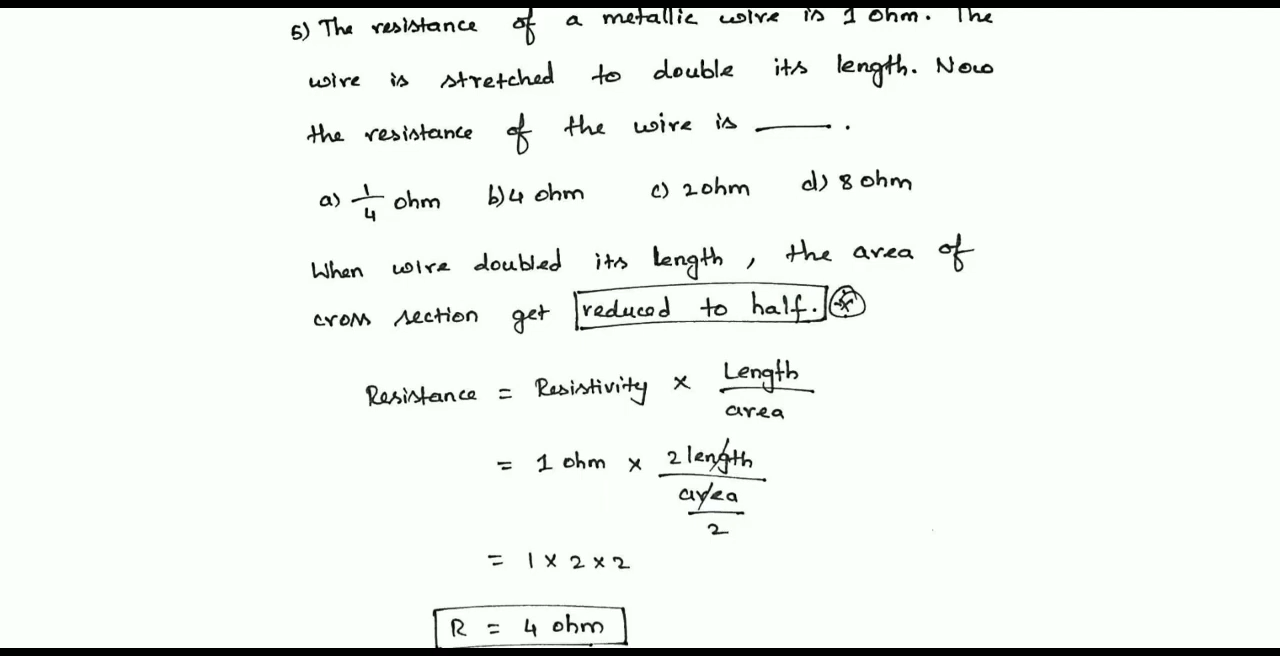 5) The resistance of a metallic wire is 1 ohm. The
wire is stretched to double its length. Now
the resistance of the wire is ____.
a) 1/4 ohm b) 4 ohm c) 2 ohm d) 8 ohm
When wire doubled its length, the area of
cross section get reduced to half.
Resistance = Resistivity × Length/area
= 1 ohm × 2 length/(area/2)
= 1 × 2 × 2
R = 4 ohm